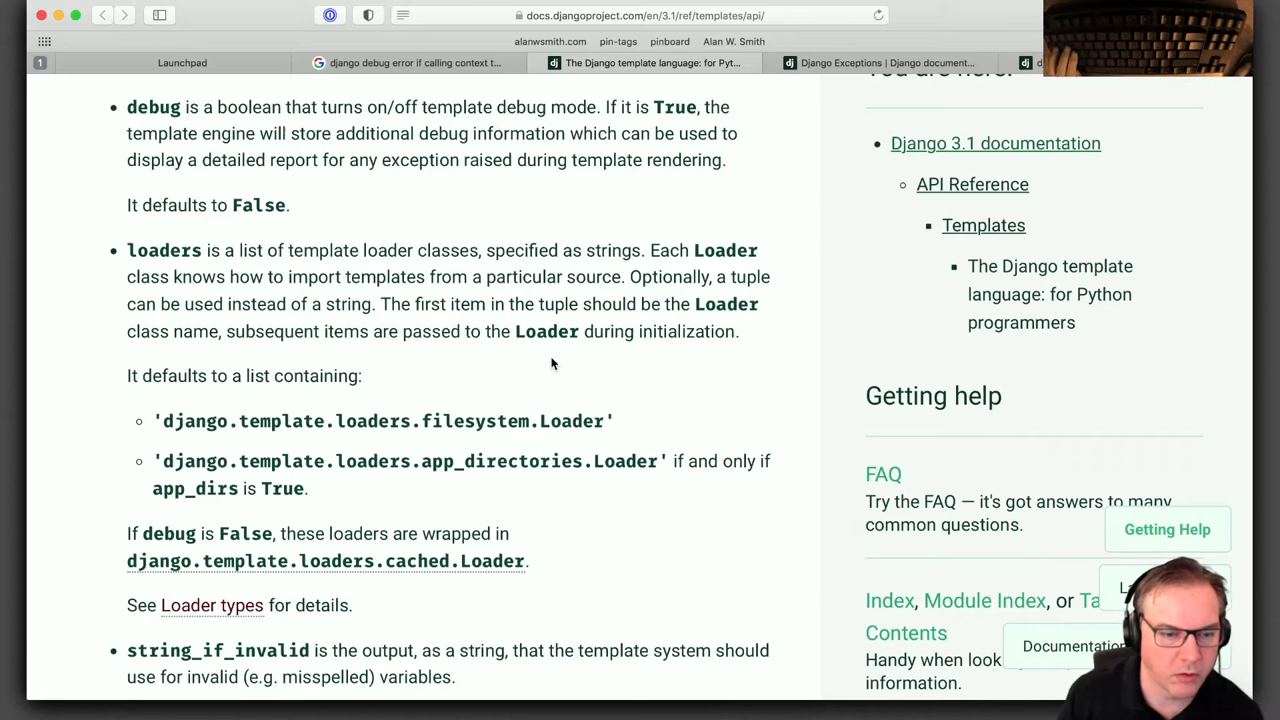 docs.djangoproject.com/en/3.1/ref/templates/api/
alanwsmith.com pin-tags pinboard Alan W. Smith
1 Launchpad django debug error if calling context t... The Django template language: for Pyt... Django Exceptions | Django document...
debug is a boolean that turns on/off template debug mode. If it is True, the
template engine will store additional debug information which can be used to
display a detailed report for any exception raised during template rendering.
It defaults to False.
loaders is a list of template loader classes, specified as strings. Each Loader
class knows how to import templates from a particular source. Optionally, a tuple
can be used instead of a string. The first item in the tuple should be the Loader
class name, subsequent items are passed to the Loader during initialization.
It defaults to a list containing:
'django.template.loaders.filesystem.Loader'
'django.template.loaders.app_directories.Loader' if and only if
app_dirs is True.
If debug is False, these loaders are wrapped in
django.template.loaders.cached.Loader.
See Loader types for details.
string_if_invalid is the output, as a string, that the template system should
use for invalid (e.g. misspelled) variables.
You are here:
Django 3.1 documentation
API Reference
Templates
The Django template
language: for Python
programmers
Getting help
FAQ
Try the FAQ — it's got answers to many
common questions.
Getting Help
Index, Module Index, or
Contents
Handy when
information.